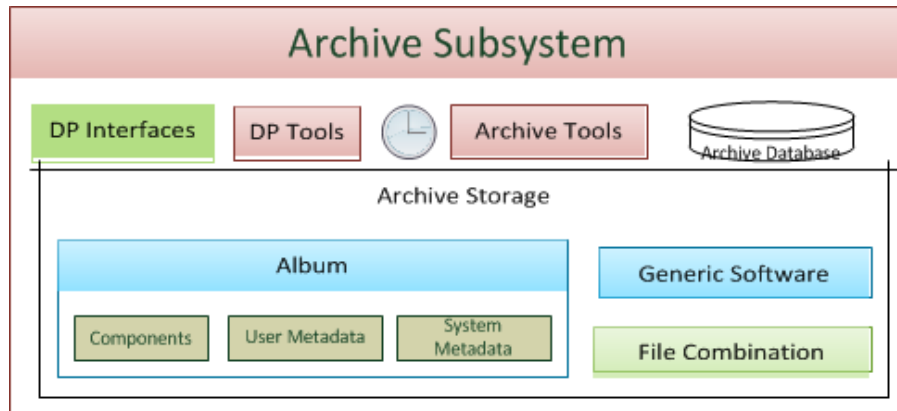 Archive Subsystem
DP Interfaces
DP Tools
Archive Tools
Archive Database
Archive Storage
Album
Generic Software
Components
User Metadata
System
Metadata
File Combination